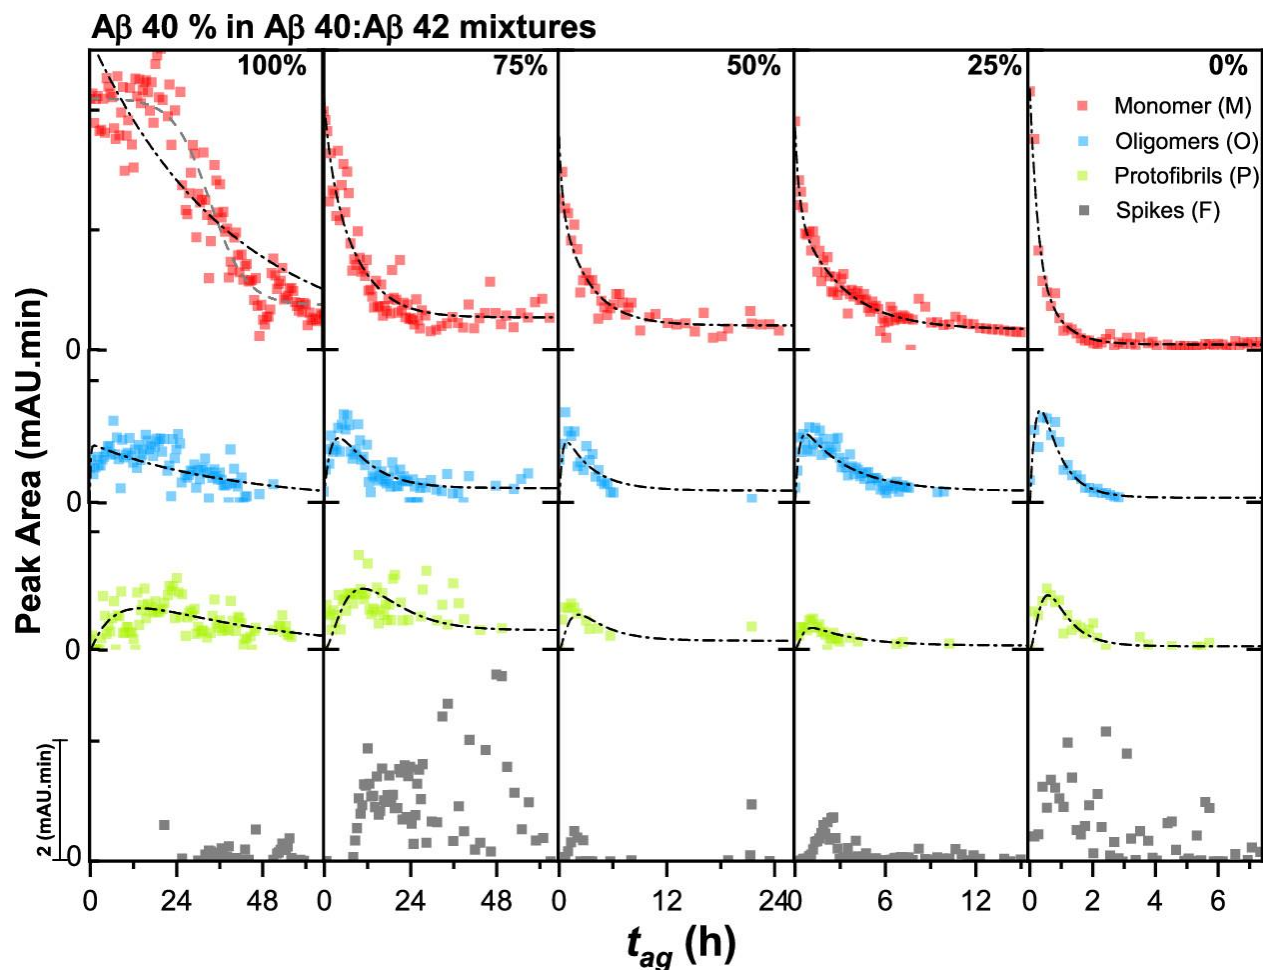 Aβ 40 % in Aβ 40:Aβ 42 mixtures
100%
75%
50%
25%
0%
Monomer (M)
Oligomers (O)
Protofibrils (P)
Spikes (F)
Peak Area (mAU.min)
0
0
0
2 (mAU.min)
0
0 24 48
0 24 48
0 12 24
0 6 12
0 2 4 6
tag (h)